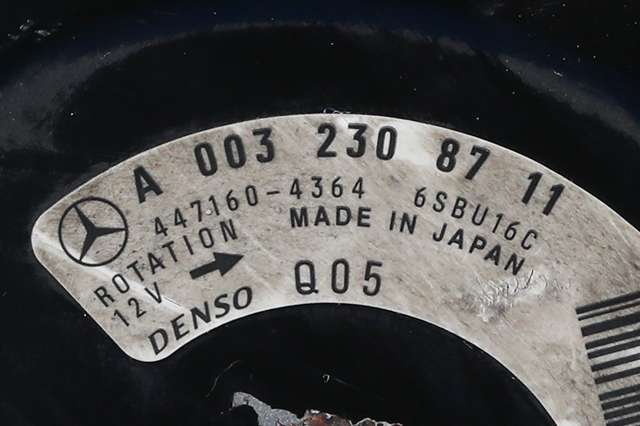 A 003 230 87 11
447160-4364 6SBU16C
ROTATION → MADE IN JAPAN
12V
DENSO Q05